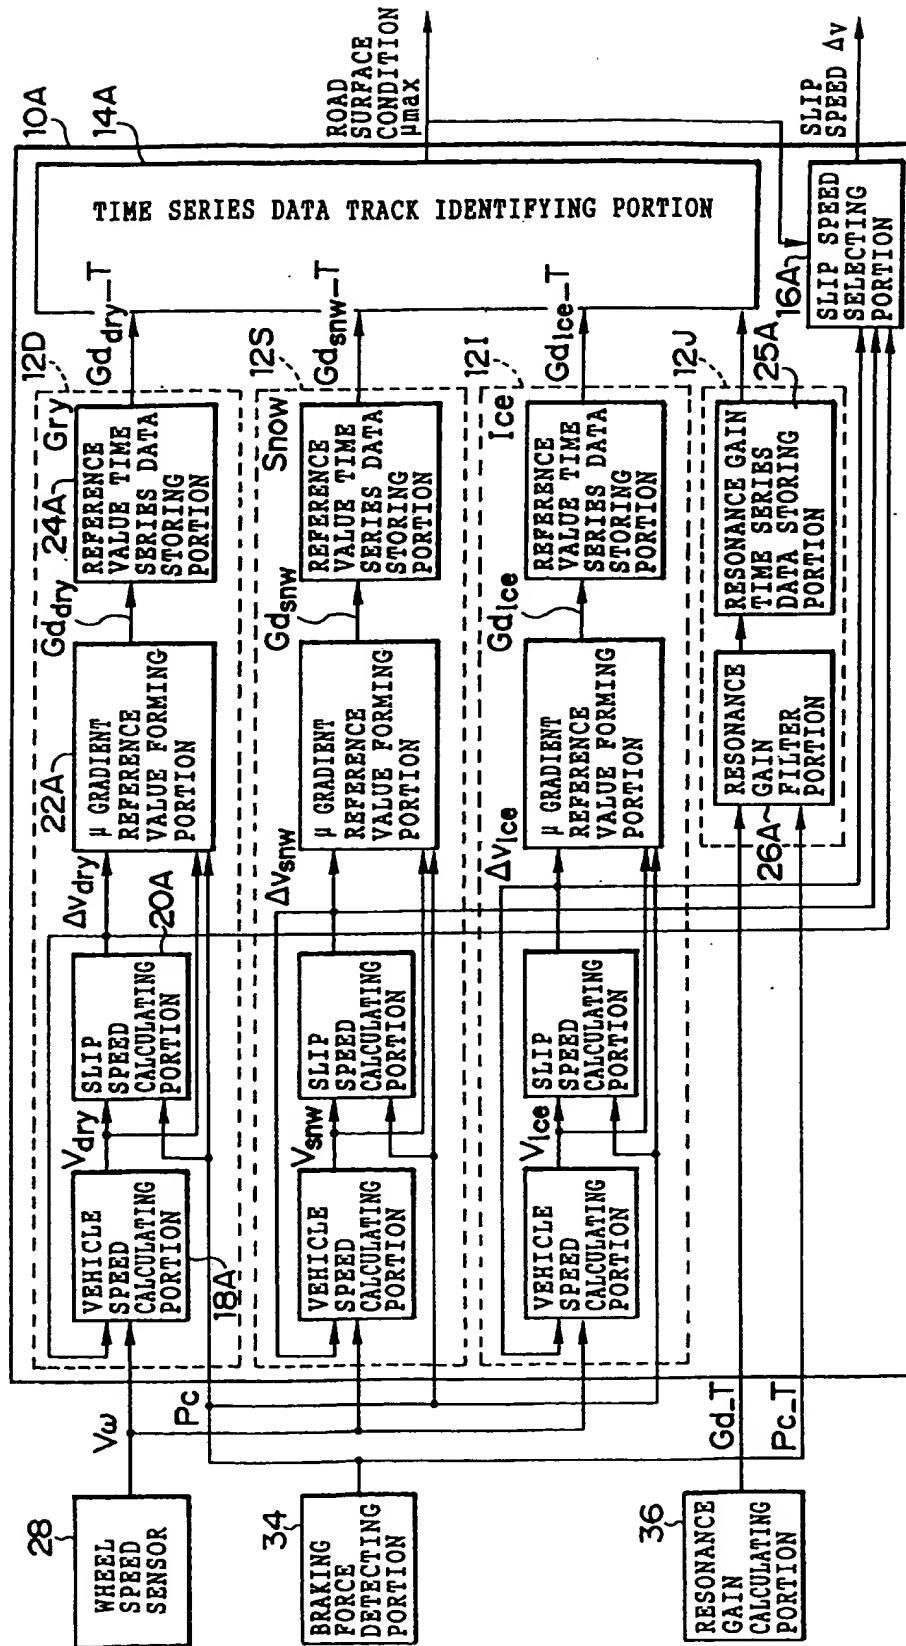 28
WHEEL
SPEED
SENSOR
34
BRAKING
FORCE
DETECTING
PORTION
36
RESONANCE
GAIN
CALCULATING
PORTION
Vω
Pc
Gd_T
Pc_T
10A
12D
Gry
VEHICLE
SPEED
CALCULATING
PORTION
18A
Vdry
SLIP
SPEED
CALCULATING
PORTION
20A
ΔVdry
22A
μ GRADIENT
REFERENCE
VALUE FORMING
PORTION
Gddry
24A
REFERENCE
VALUE TIME
SERIES DATA
STORING
PORTION
Gddry_T
12S
Snow
VEHICLE
SPEED
CALCULATING
PORTION
Vsnw
SLIP
SPEED
CALCULATING
PORTION
ΔVsnw
μ GRADIENT
REFERENCE
VALUE FORMING
PORTION
Gdsnw
REFERENCE
VALUE TIME
SERIES DATA
STORING
PORTION
Gdsnw_T
12I
Ice
VEHICLE
SPEED
CALCULATING
PORTION
VIce
SLIP
SPEED
CALCULATING
PORTION
ΔVIce
μ GRADIENT
REFERENCE
VALUE FORMING
PORTION
GdIce
REFERENCE
VALUE TIME
SERIES DATA
STORING
PORTION
GdIce_T
12J
RESONANCE
GAIN
FILTER
PORTION
26A
RESONANCE GAIN
TIME SERIES
DATA STORING
PORTION
25A
14A
TIME SERIES DATA TRACK IDENTIFYING PORTION
16A
SLIP SPEED
SELECTING
PORTION
ROAD
SURFACE
CONDITION
μmax
SLIP
SPEED Δv